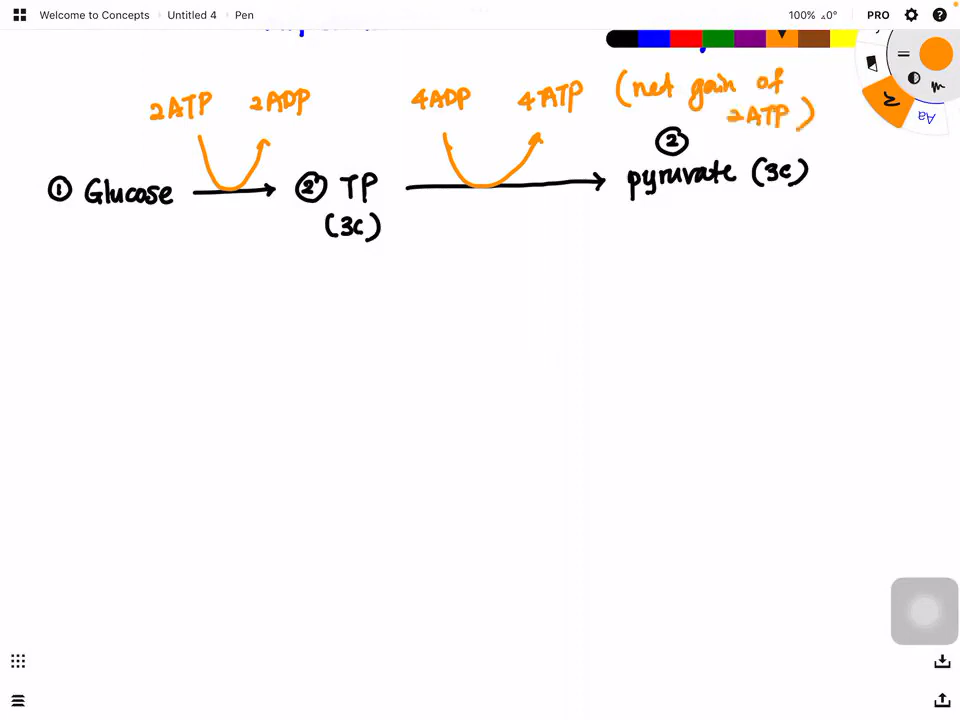 Welcome to Concepts › Untitled 4 › Pen
100% ⊿0° PRO
2ATP 2ADP 4ADP 4ATP (net gain of
2ATP)
Aa
②
① Glucose ② TP pyruvate (3c)
(3c)